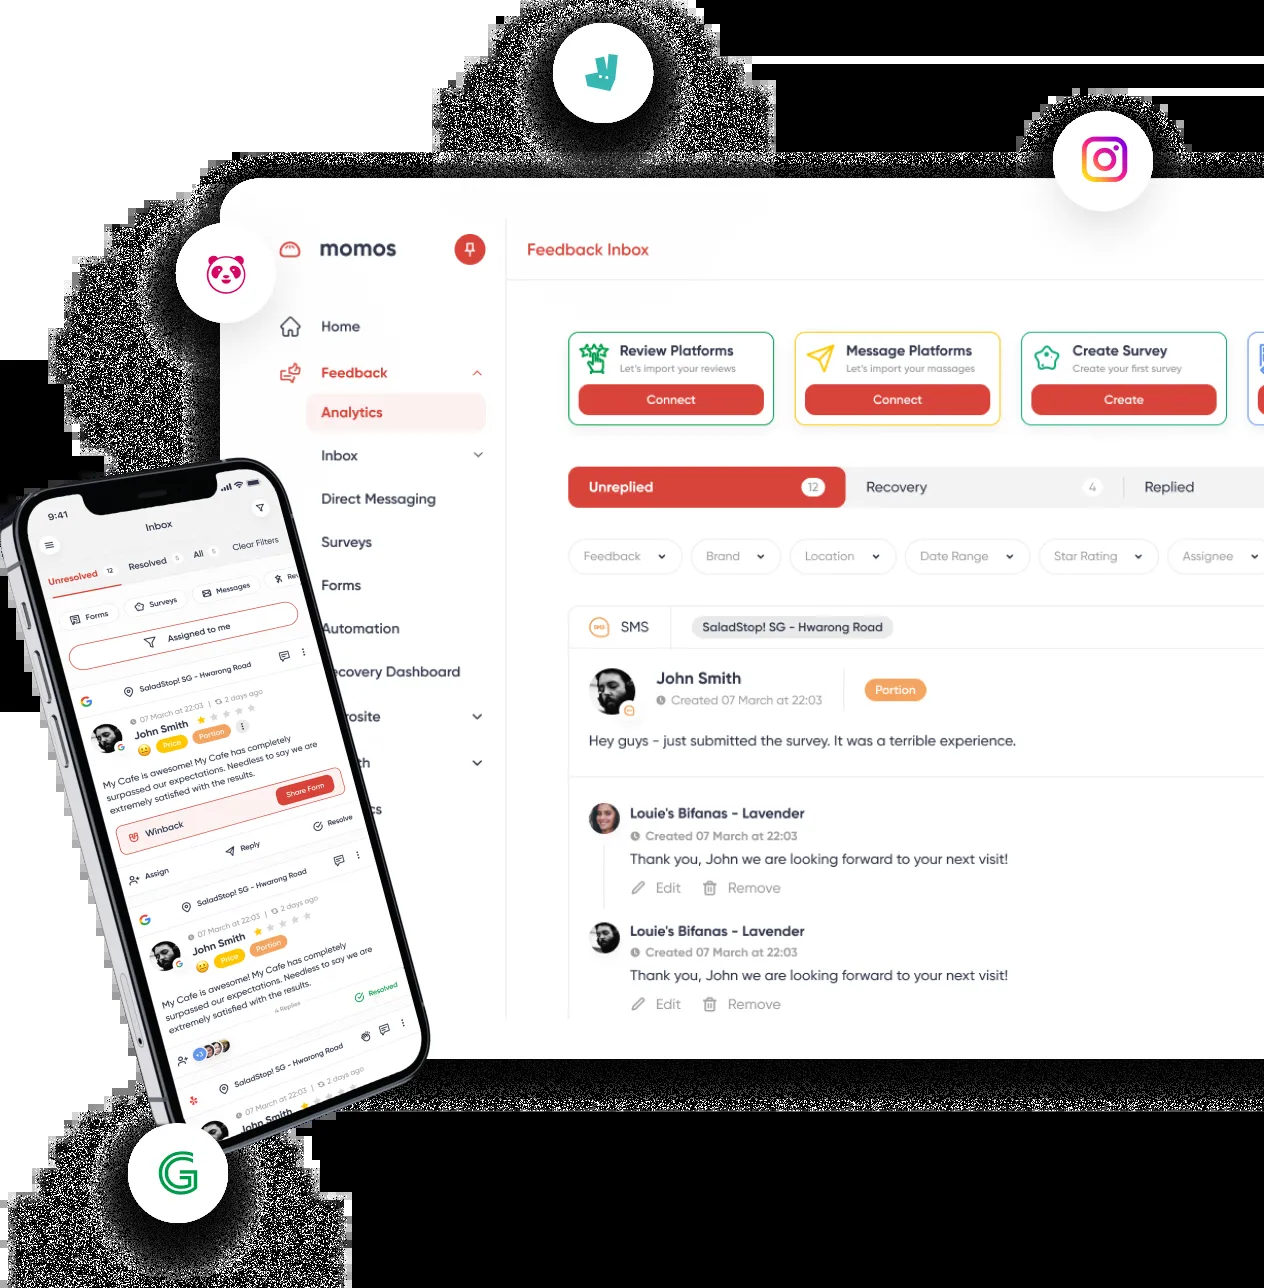 momos
Feedback Inbox
Home
Feedback
Analytics
Inbox
Direct Messaging
Surveys
Forms
Automation
ecovery Dashboard
osite
th
cs
Review Platforms
Let's import your reviews
Connect
Message Platforms
Let's import your massages
Connect
Create Survey
Create your first survey
Create
Unreplied 12
Recovery 4
Replied
Feedback
Brand
Location
Date Range
Star Rating
Assignee
SMS SMS
SaladStop! SG - Hwarong Road
John Smith
Created 07 March at 22:03
Portion
Hey guys - just submitted the survey. It was a terrible experience.
Louie's Bifanas - Lavender
Created 07 March at 22:03
Thank you, John we are looking forward to your next visit!
Edit Remove
Louie's Bifanas - Lavender
Created 07 March at 22:03
Thank you, John we are looking forward to your next visit!
Edit Remove
9:41
Inbox
Unresolved 12 Resolved 5 All 5 Clear Filters
Forms Surveys Messages Rev
Assigned to me
SaladStop! SG - Hwarong Road
07 March at 22:03 | 2 days ago
John Smith
Price Portion
My Cafe is awesome! My Cafe has completely
surpassed our expectations. Needless to say we are
extremely satisfied with the results.
Winback Share Form
Assign Reply Resolve
SaladStop! SG - Hwarong Road
07 March at 22:03 | 2 days ago
John Smith
Price Portion
My Cafe is awesome! My Cafe has completely
surpassed our expectations. Needless to say we are
extremely satisfied with the results.
4 Replies
+3 Resolved
SaladStop! SG - Hwarong Road
07 March at 22:03 | 2 days ago
John Smith
G